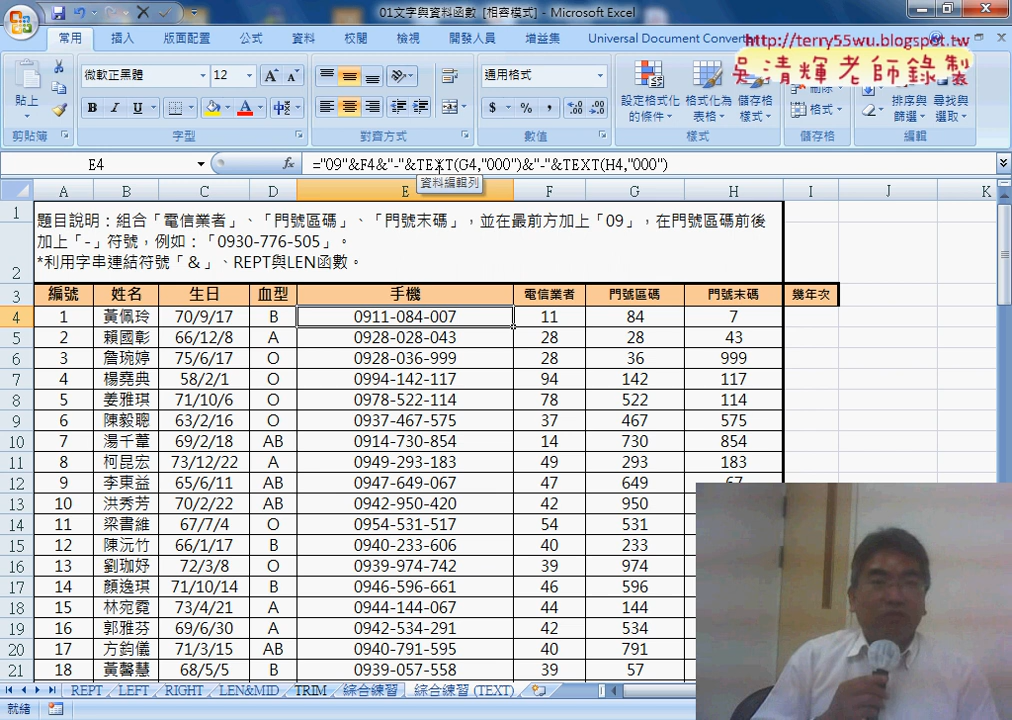 01文字與資料函數 [相容模式] - Microsoft Excel
常用 插入 版面配置 公式 資料 校閱 檢視 開發人員 增益集 Universal Document Converter
http://terry55wu.blogspot.tw
吳清輝老師錄製
貼上 微軟正黑體 12 通用格式 設定格式化的條件 格式化為表格 儲存格樣式 刪除 格式 排序與篩選 尋找與選取
剪貼簿 字型 對齊方式 數值 樣式 儲存格 編輯
E4 fx ="09"&F4&"-"&TEXT(G4,"000")&"-"&TEXT(H4,"000")
資料編輯列
A B C D E F G H I J K
1 題目說明：組合「電信業者」、「門號區碼」、「門號末碼」，並在最前方加上「09」，在門號區碼前後
加上「-」符號，例如：「0930-776-505」。
2 *利用字串連結符號「&」、REPT與LEN函數。
3 編號 姓名 生日 血型 手機 電信業者 門號區碼 門號末碼 幾年次
4 1 黃佩玲 70/9/17 B 0911-084-007 11 84 7
5 2 賴國彰 66/12/8 A 0928-028-043 28 28 43
6 3 詹琬婷 75/6/17 O 0928-036-999 28 36 999
7 4 楊堯典 58/2/1 O 0994-142-117 94 142 117
8 5 姜雅琪 71/10/6 O 0978-522-114 78 522 114
9 6 陳毅聰 63/2/16 O 0937-467-575 37 467 575
10 7 湯千葦 69/2/18 AB 0914-730-854 14 730 854
11 8 柯昆宏 73/12/22 A 0949-293-183 49 293 183
12 9 李東益 65/6/11 AB 0947-649-067 47 649 67
13 10 洪秀芳 70/2/22 AB 0942-950-420 42 950
14 11 梁書維 67/7/4 O 0954-531-517 54 531
15 12 陳沅竹 66/1/17 B 0940-233-606 40 233
16 13 劉珈妤 72/3/8 O 0939-974-742 39 974
17 14 顏逸琪 71/10/14 B 0946-596-661 46 596
18 15 林宛霓 73/4/21 A 0944-144-067 44 144
19 16 郭雅芬 69/6/30 A 0942-534-291 42 534
20 17 方鈞儀 71/3/15 AB 0940-791-595 40 791
21 18 黃馨慧 68/5/5 B 0939-057-558 39 57
REPT LEFT RIGHT LEN&MID TRIM 綜合練習 綜合練習 (TEXT)
就緒